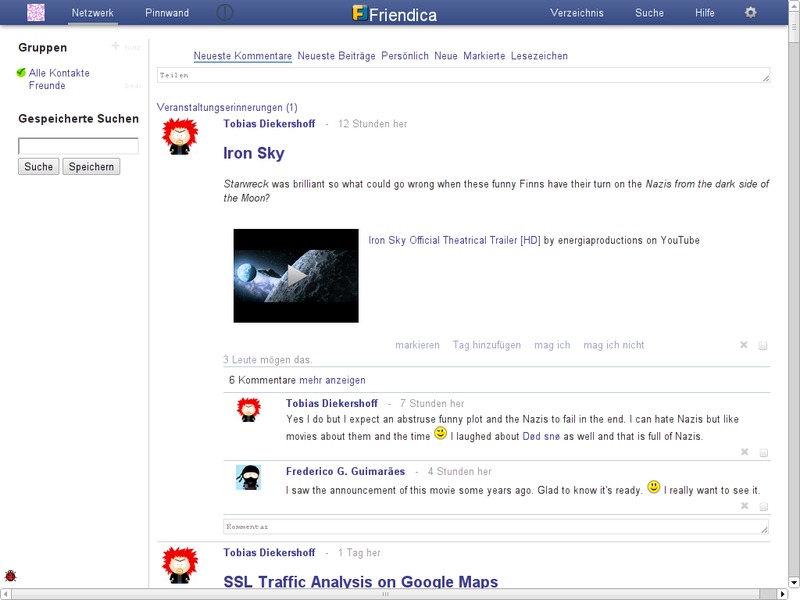 Netzwerk Pinnwand Friendica Verzeichnis Suche Hilfe
Gruppen
Alle Kontakte
Freunde
Gespeicherte Suchen
Suche Speichern
Neueste Kommentare Neueste Beiträge Persönlich Neue Markierte Lesezeichen
Teilen
Veranstaltungserinnerungen (1)
Tobias Diekershoff - 12 Stunden her
Iron Sky
Starwreck was brilliant so what could go wrong when these funny Finns have their turn on the Nazis from the dark side of
the Moon?
Iron Sky Official Theatrical Trailer [HD] by energiaproductions on YouTube
markieren Tag hinzufügen mag ich mag ich nicht
3 Leute mögen das.
6 Kommentare mehr anzeigen
Tobias Diekershoff - 7 Stunden her
Yes I do but I expect an abstruse funny plot and the Nazis to fail in the end. I can hate Nazis but like
movies about them and the time I laughed about Død snø as well and that is full of Nazis.
Frederico G. Guimarães - 4 Stunden her
I saw the announcement of this movie some years ago. Glad to know it's ready. I really want to see it.
Kommentar
Tobias Diekershoff - 1 Tag her
SSL Traffic Analysis on Google Maps